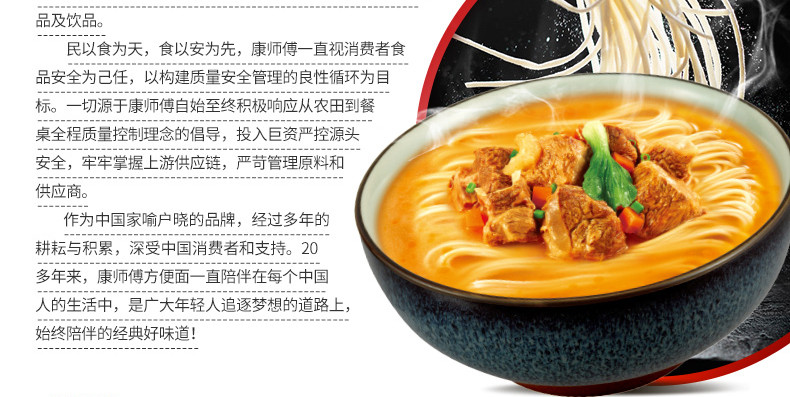 品及饮品。
民以食为天，食以安为先，康师傅一直视消费者食
品安全为己任，以构建质量安全管理的良性循环为目
标。一切源于康师傅自始至终积极响应从农田到餐
桌全程质量控制理念的倡导，投入巨资严控源头
安全，牢牢掌握上游供应链，严苛管理原料和
供应商。
作为中国家喻户晓的品牌，经过多年的
耕耘与积累，深受中国消费者和支持。20
多年来，康师傅方便面一直陪伴在每个中国
人的生活中，是广大年轻人追逐梦想的道路上，
始终陪伴的经典好味道！